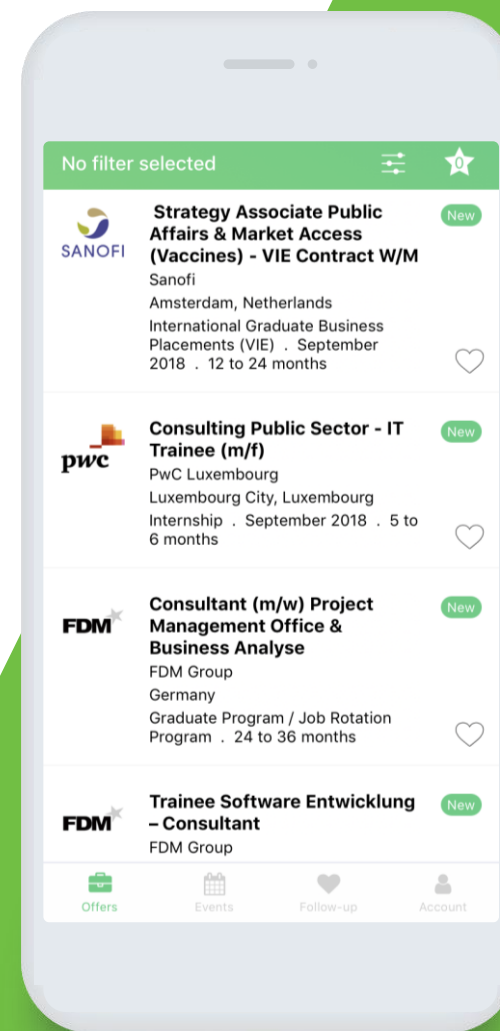 No filter selected
0
Strategy Associate Public
New
Affairs & Market Access
(Vaccines) - VIE Contract W/M
SANOFI
Sanofi
Amsterdam, Netherlands
International Graduate Business
Placements (VIE) . September
2018 . 12 to 24 months
Consulting Public Sector - IT
New
Trainee (m/f)
pwc
PwC Luxembourg
Luxembourg City, Luxembourg
Internship . September 2018 . 5 to
6 months
Consultant (m/w) Project
New
Management Office &
Business Analyse
FDM
FDM Group
Germany
Graduate Program / Job Rotation
Program . 24 to 36 months
Trainee Software Entwicklung
New
– Consultant
FDM
FDM Group
Offers
Events
Follow-up
Account